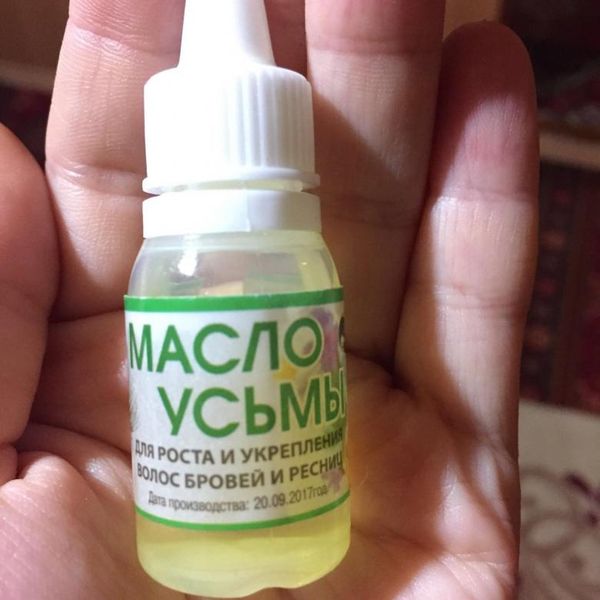 МАСЛО
УСЬМЫ
ДЛЯ РОСТА И УКРЕПЛЕНИЯ
ВОЛОС БРОВЕЙ И РЕСНИЦ
Дата производства: 20.09.2017год.